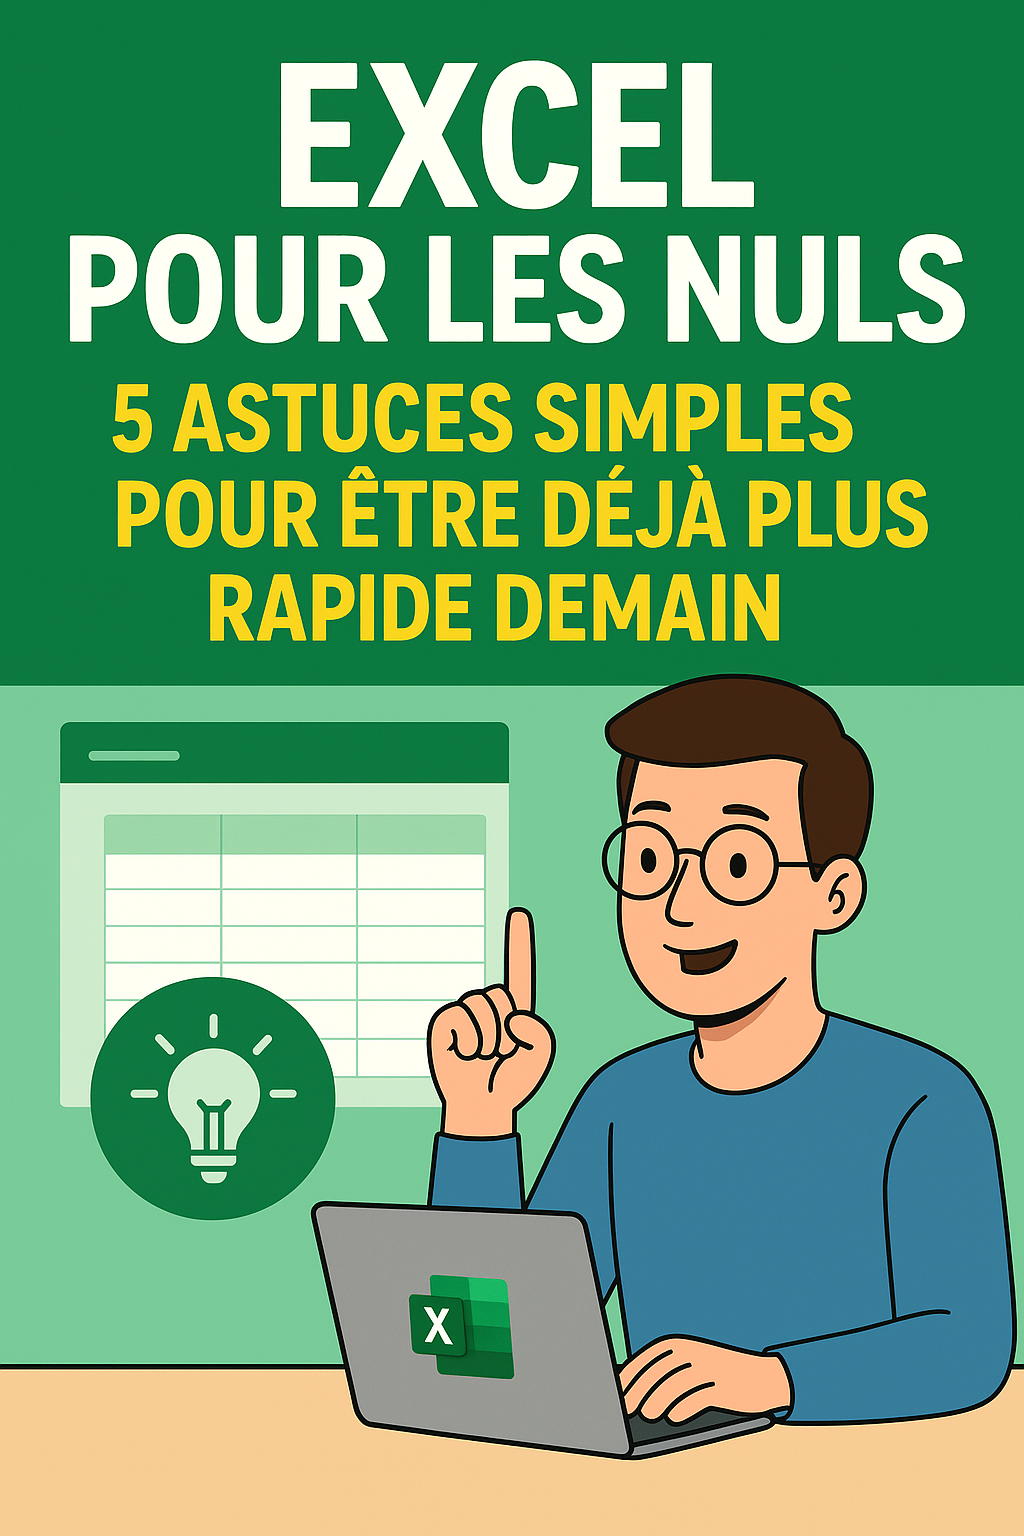 EXCEL
POUR LES NULS
5 ASTUCES SIMPLES
POUR ÊTRE DÉJÀ PLUS
RAPIDE DEMAIN
X